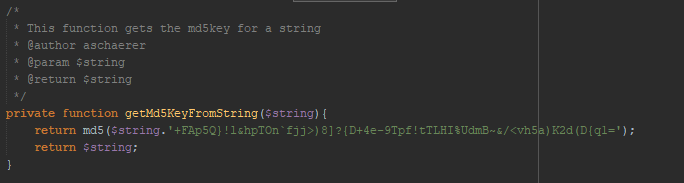 /*
 * This function gets the md5key for a string
 * @author aschaerer
 * @param $string
 * @return $string
 */
private function getMd5KeyFromString($string){
    return md5($string.'+FAp5Q}!l&hpTOn`fjj>)8]?{D+4e-9Tpf!tTLHI%UdmB~&/<vh5a)K2d(D{ql=');
    return $string;
}